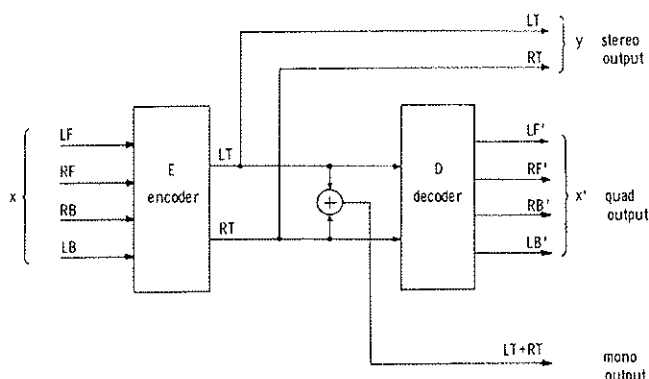 LT
RT
y
stereo
output
x
LF
RF
RB
LB
E
encoder
LT
RT
+
D
decoder
LF'
RF'
RB'
LB'
x'
quad
output
LT+RT
mono
output